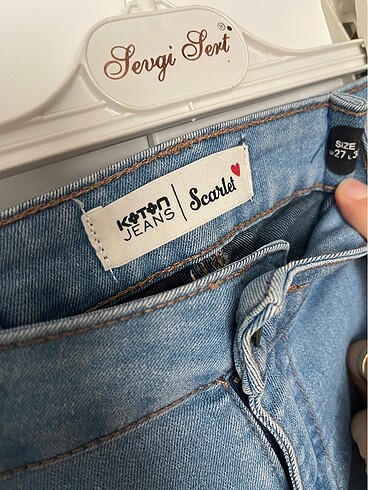 Sevgi Sert
KOTON
JEANS
Scarlet
SIZE
W27 L3